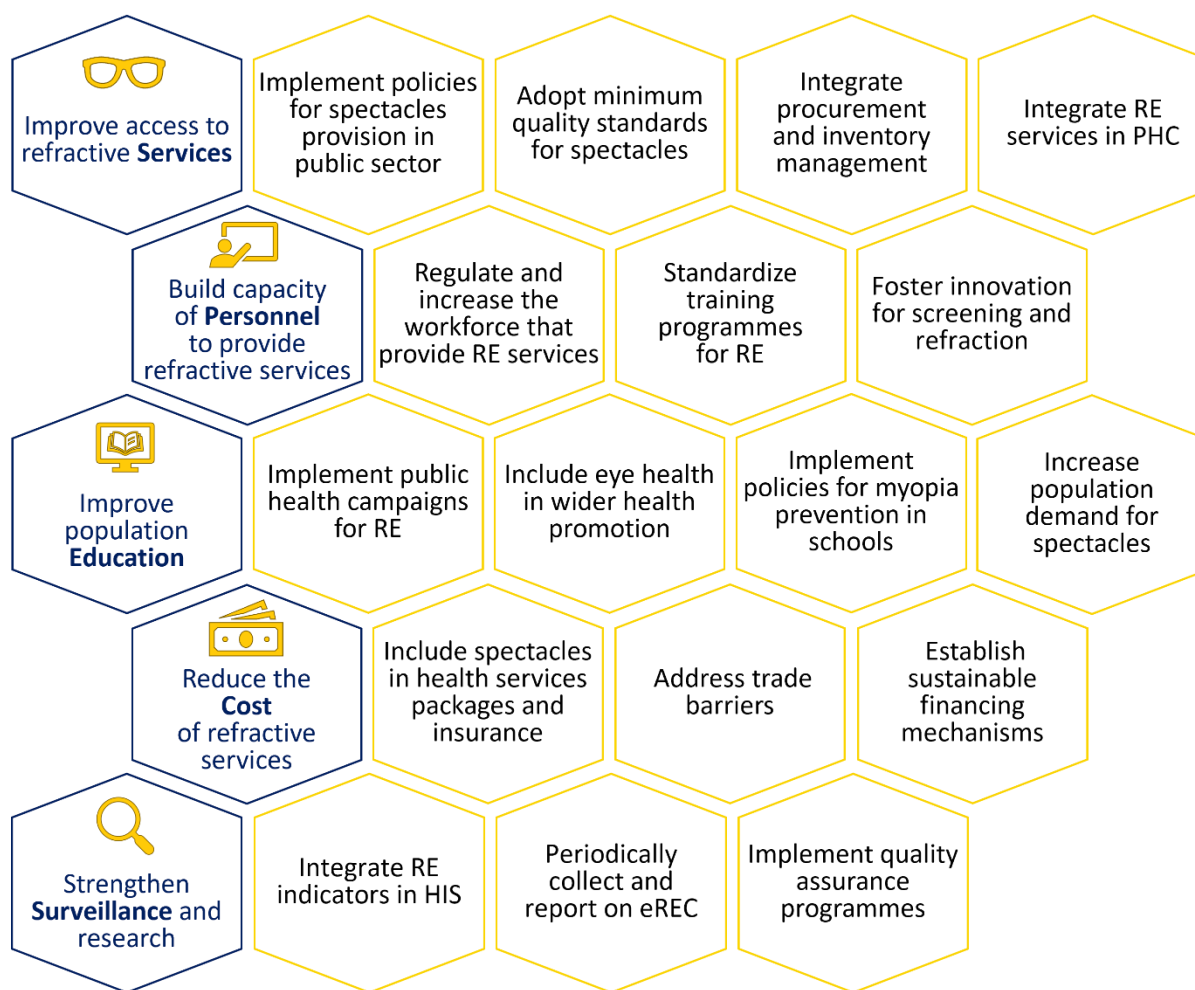 Improve access to
refractive Services
Implement policies
for spectacles
provision in
public sector
Adopt minimum
quality standards
for spectacles
Integrate
procurement
and inventory
management
Integrate RE
services in PHC
Build capacity
of Personnel
to provide
refractive services
Regulate and
increase the
workforce that
provide RE services
Standardize
training
programmes
for RE
Foster innovation
for screening and
refraction
Improve
population
Education
Implement public
health campaigns
for RE
Include eye health
in wider health
promotion
Implement
policies for myopia
prevention in
schools
Increase
population
demand for
spectacles
Reduce the
Cost
of refractive
services
Include spectacles
in health services
packages and
insurance
Address trade
barriers
Establish
sustainable
financing
mechanisms
Strengthen
Surveillance and
research
Integrate RE
indicators in HIS
Periodically
collect and
report on eREC
Implement quality
assurance
programmes